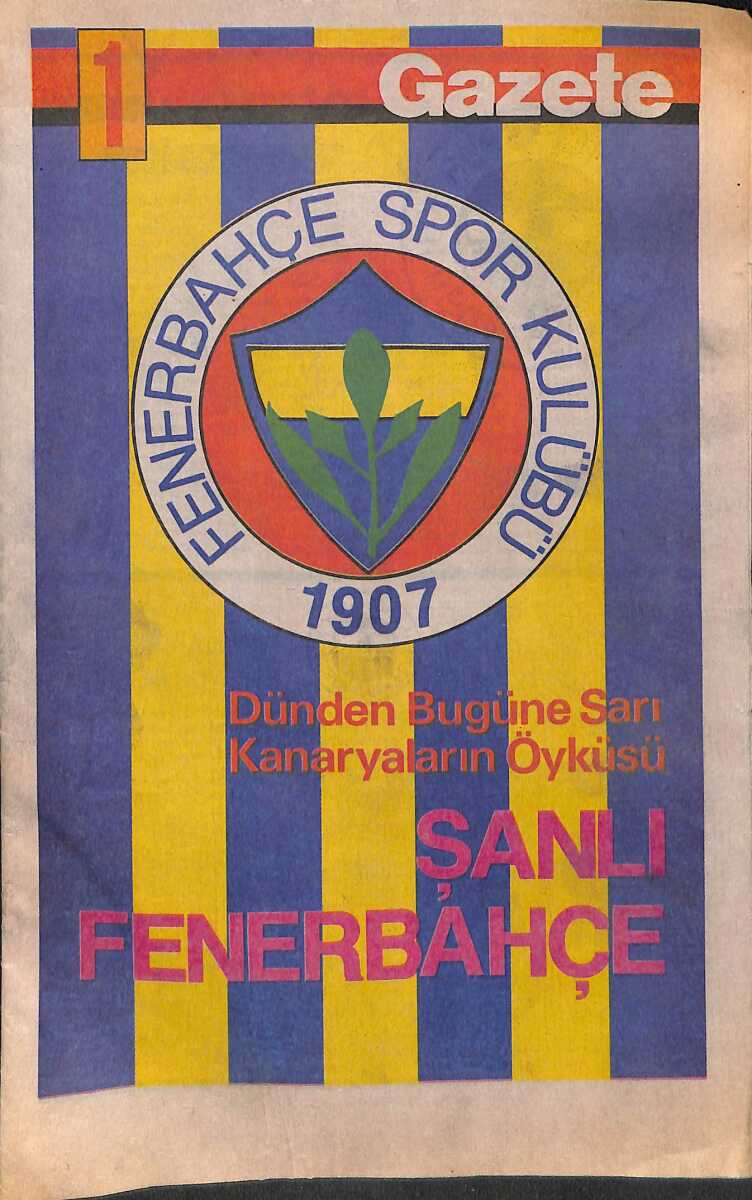 1
Gazete
FENERBAHÇE SPOR KULÜBÜ
1907
Dünden Bugüne Sarı
Kanaryaların Öyküsü
ŞANLI
FENERBAHÇE